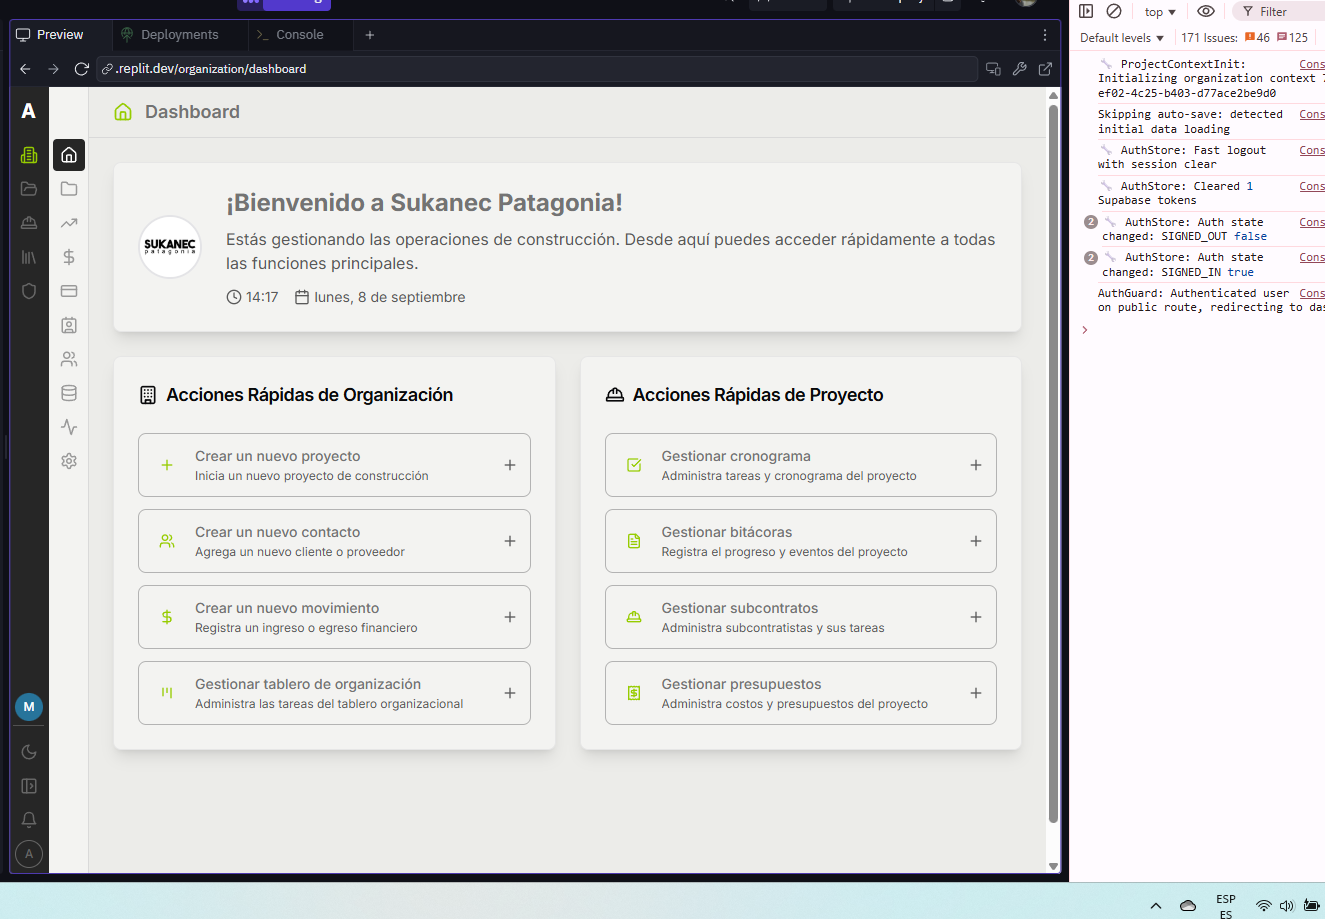 Preview
Deployments
Console
.replit.dev/organization/dashboard
A
Dashboard
SUKANEC
patagonia
¡Bienvenido a Sukanec Patagonia!
Estás gestionando las operaciones de construcción. Desde aquí puedes acceder rápidamente a todas
las funciones principales.
14:17 lunes, 8 de septiembre
Acciones Rápidas de Organización
Crear un nuevo proyecto
Inicia un nuevo proyecto de construcción
Crear un nuevo contacto
Agrega un nuevo cliente o proveedor
Crear un nuevo movimiento
Registra un ingreso o egreso financiero
Gestionar tablero de organización
Administra las tareas del tablero organizacional
Acciones Rápidas de Proyecto
Gestionar cronograma
Administra tareas y cronograma del proyecto
Gestionar bitácoras
Registra el progreso y eventos del proyecto
Gestionar subcontratos
Administra subcontratistas y sus tareas
Gestionar presupuestos
Administra costos y presupuestos del proyecto
M
A
top
Filter
Default levels
171 Issues: 46 125
ProjectContextInit: Cons
Initializing organization context
ef02-4c25-b403-d77ace2be9d0
Skipping auto-save: detected Cons
initial data loading
AuthStore: Fast logout Cons
with session clear
AuthStore: Cleared 1 Cons
Supabase tokens
2 AuthStore: Auth state Cons
changed: SIGNED_OUT false
2 AuthStore: Auth state Cons
changed: SIGNED_IN true
AuthGuard: Authenticated user Cons
on public route, redirecting to das
ESP
ES